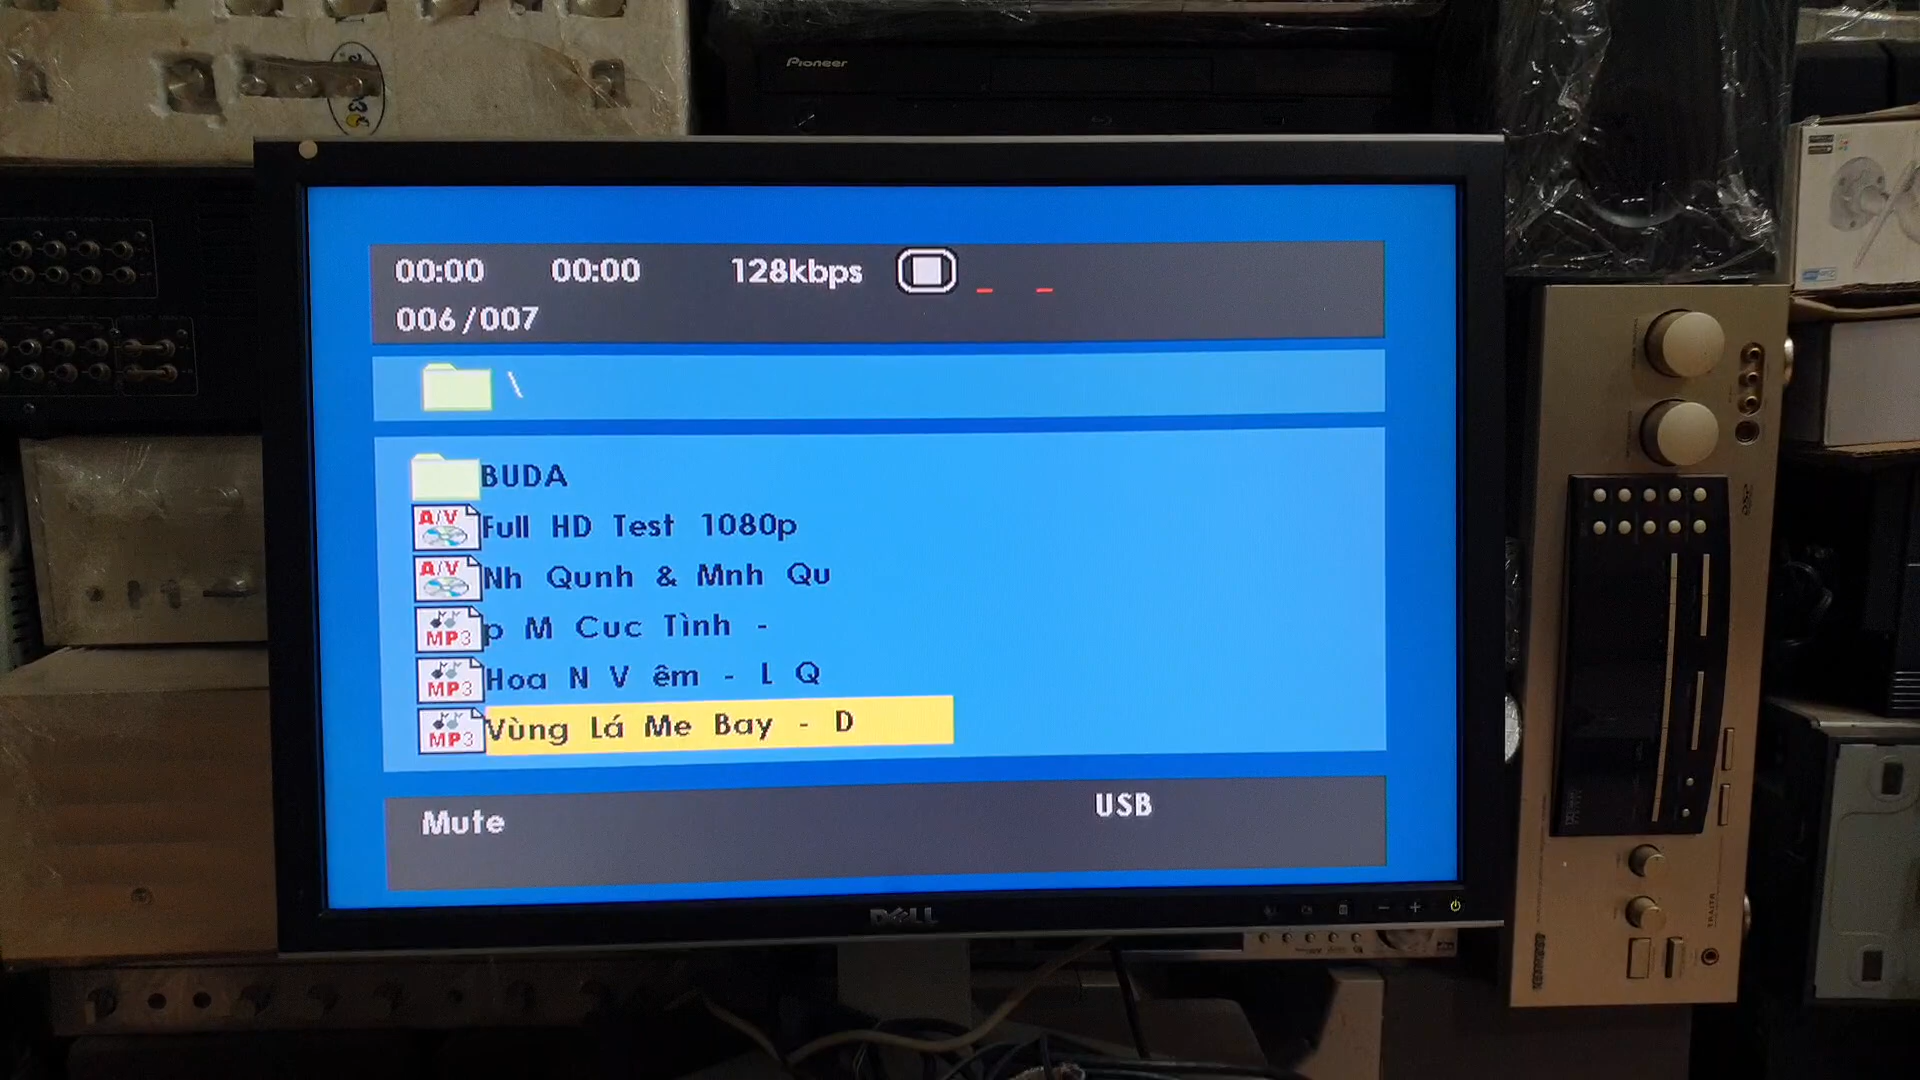 Pioneer
00:00 00:00 128kbps _ _
006/007
\
BUDA
A/V Full HD Test 1080p
A/V Nh Qunh & Mnh Qu
MP3 p M Cuc Tình -
MP3 Hoa N V êm - L Q
MP3 Vùng Lá Me Bay - D
Mute USB
DELL